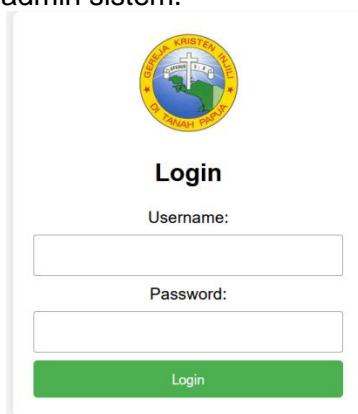 admin sistem.
GEREJA KRISTEN INJILI
DI TANAH PAPUA
Login
Username:
Password:
Login